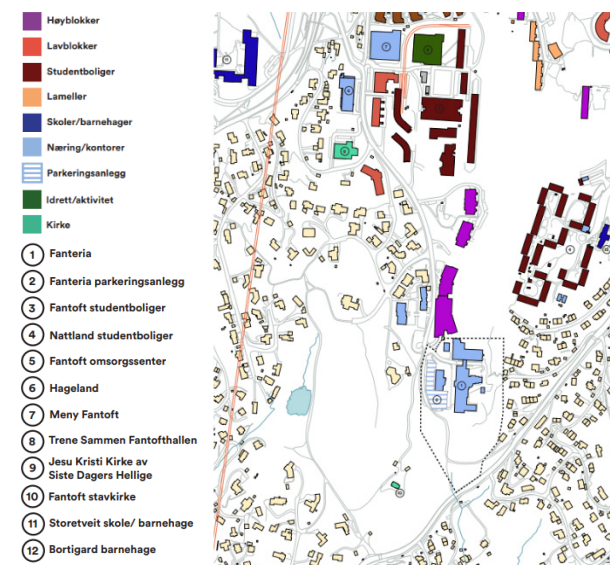 Høyblokker
Lavblokker
Studentboliger
Lameller
Skoler/barnehager
Næring/kontorer
Parkeringsanlegg
Idrett/aktivitet
Kirke
1 Fanteria
2 Fanteria parkeringsanlegg
3 Fantoft studentboliger
4 Nattland studentboliger
5 Fantoft omsorgssenter
6 Hageland
7 Meny Fantoft
8 Trene Sammen Fantofthallen
9 Jesu Kristi Kirke av
Siste Dagers Hellige
10 Fantoft stavkirke
11 Storetveit skole/ barnehage
12 Bortigard barnehage